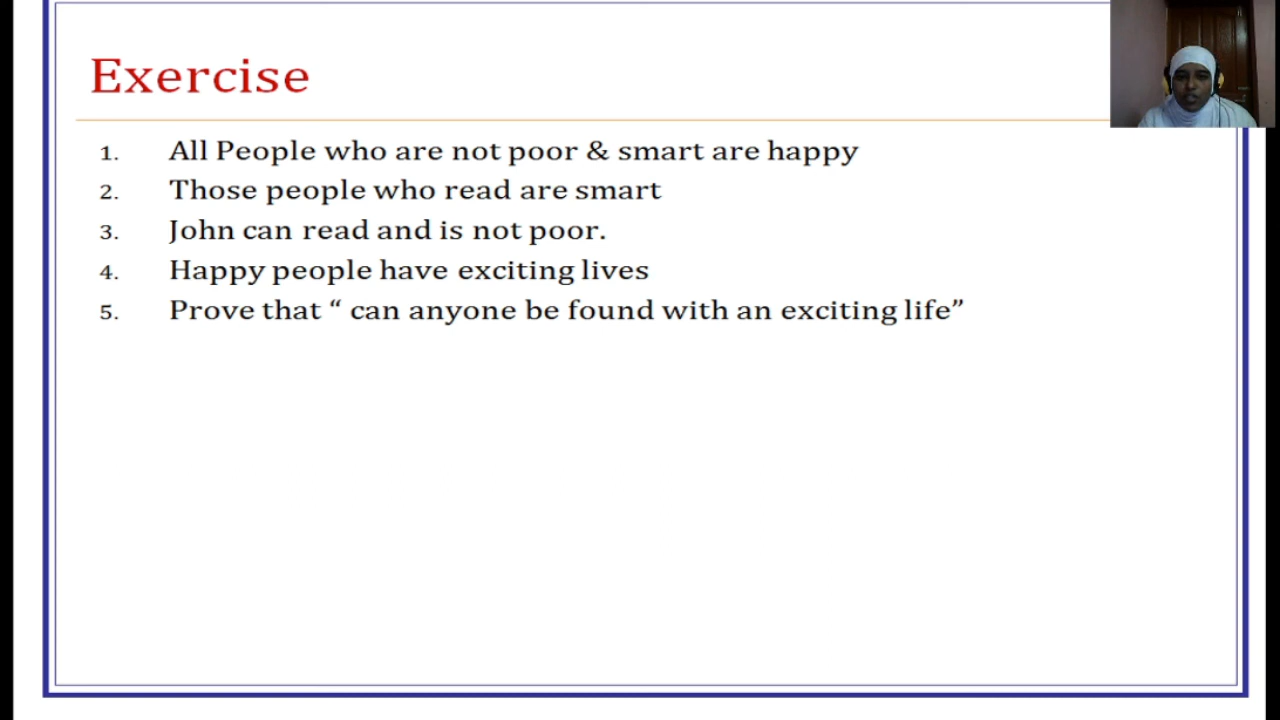 Exercise
1. All People who are not poor & smart are happy
2. Those people who read are smart
3. John can read and is not poor.
4. Happy people have exciting lives
5. Prove that “ can anyone be found with an exciting life”